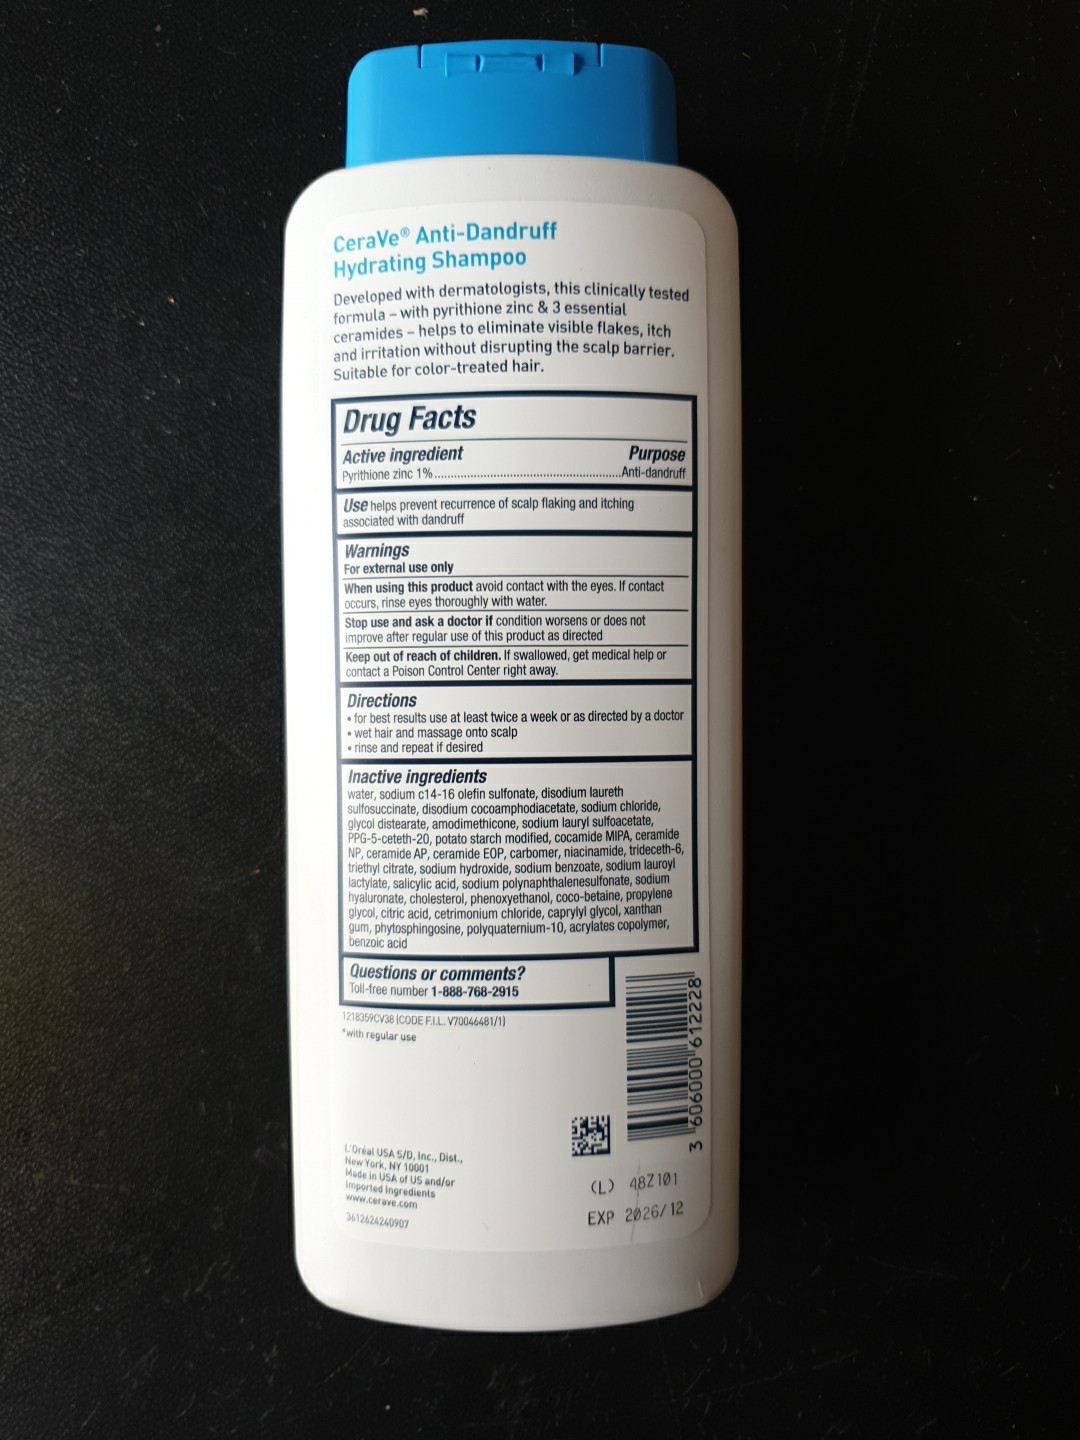 CeraVe® Anti-Dandruff
Hydrating Shampoo
Developed with dermatologists, this clinically tested
formula – with pyrithione zinc & 3 essential
ceramides – helps to eliminate visible flakes, itch
and irritation without disrupting the scalp barrier.
Suitable for color-treated hair.
Drug Facts
Active ingredient Purpose
Pyrithione zinc 1%..........................................................Anti-dandruff
Use helps prevent recurrence of scalp flaking and itching
associated with dandruff
Warnings
For external use only
When using this product avoid contact with the eyes. If contact
occurs, rinse eyes thoroughly with water.
Stop use and ask a doctor if condition worsens or does not
improve after regular use of this product as directed
Keep out of reach of children. If swallowed, get medical help or
contact a Poison Control Center right away.
Directions
• for best results use at least twice a week or as directed by a doctor
• wet hair and massage onto scalp
• rinse and repeat if desired
Inactive ingredients
water, sodium c14-16 olefin sulfonate, disodium laureth
sulfosuccinate, disodium cocoamphodiacetate, sodium chloride,
glycol distearate, amodimethicone, sodium lauryl sulfoacetate,
PPG-5-ceteth-20, potato starch modified, cocamide MIPA, ceramide
NP, ceramide AP, ceramide EOP, carbomer, niacinamide, trideceth-6,
triethyl citrate, sodium hydroxide, sodium benzoate, sodium lauroyl
lactylate, salicylic acid, sodium polynaphthalenesulfonate, sodium
hyaluronate, cholesterol, phenoxyethanol, coco-betaine, propylene
glycol, citric acid, cetrimonium chloride, caprylyl glycol, xanthan
gum, phytosphingosine, polyquaternium-10, acrylates copolymer,
benzoic acid
Questions or comments?
Toll-free number 1-888-768-2915
1218359CV38 (CODE F.I.L. V70046481/1)
*with regular use
3 606000 612228
L'Oréal USA S/D, Inc., Dist.,
New York, NY 10001
Made in USA of US and/or
Imported Ingredients
www.cerave.com
3612624240907
(L) 48Z101
EXP 2026/12